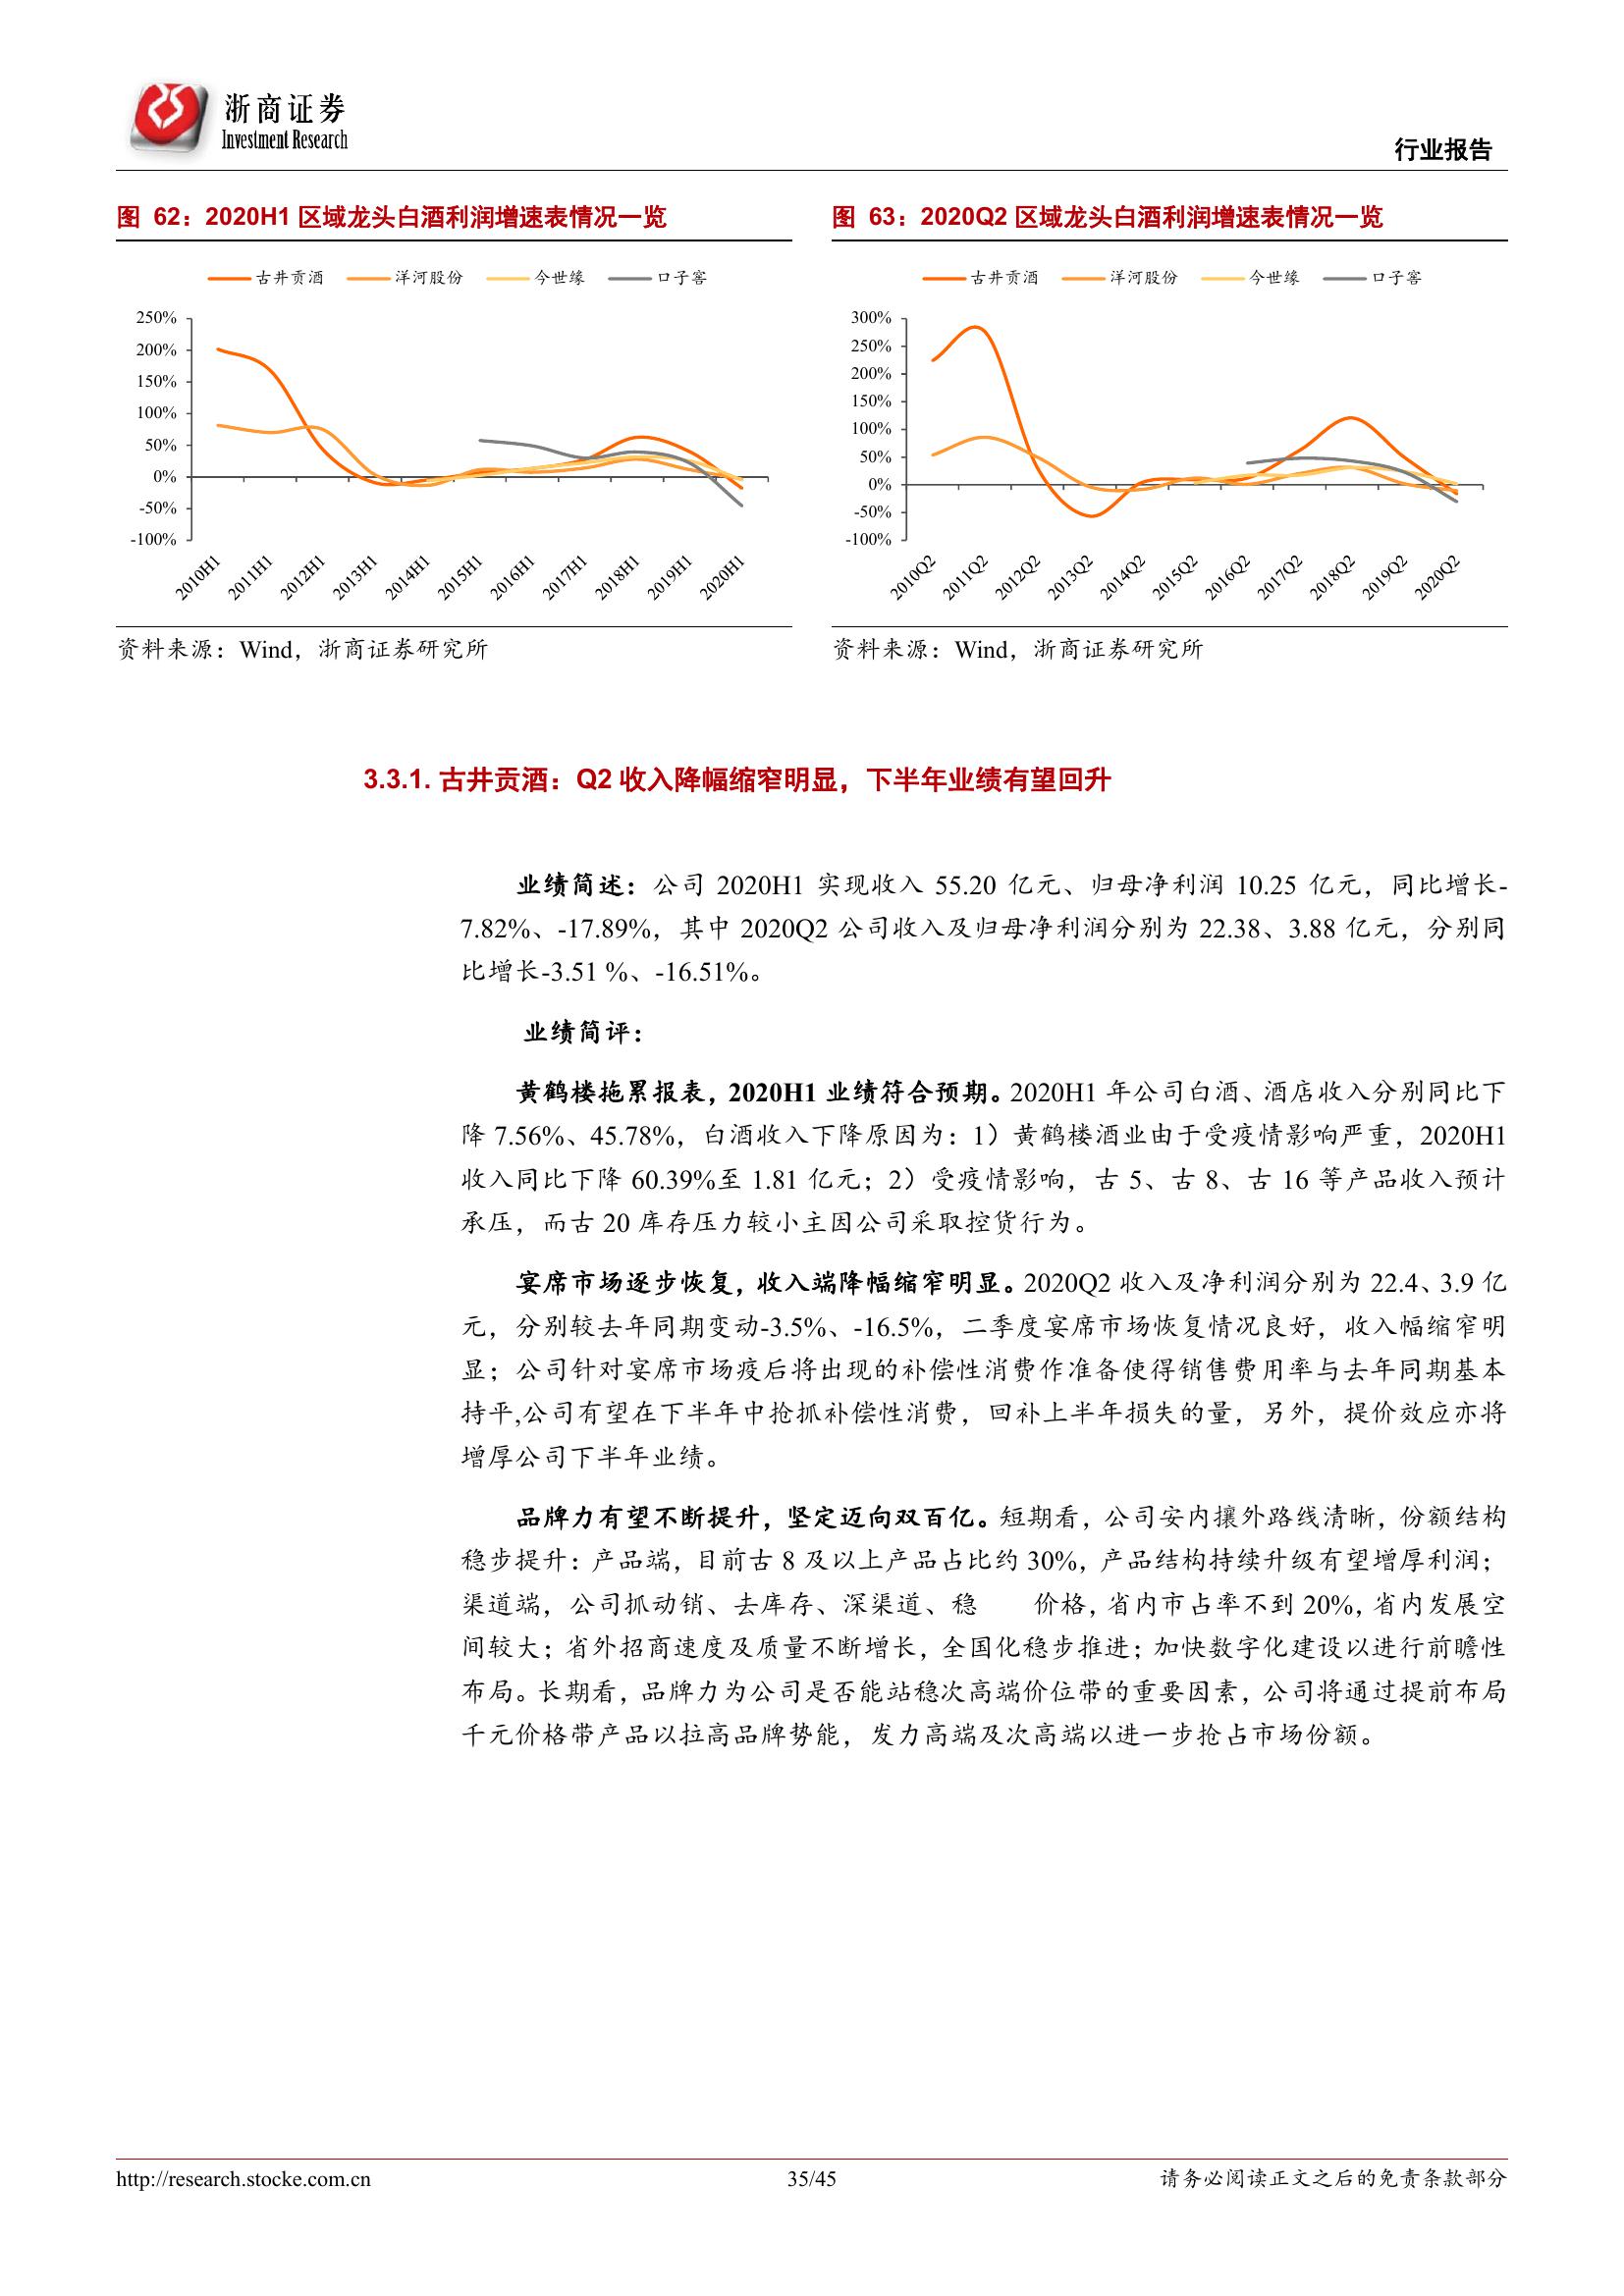 浙商证券
Investment Research
行业报告
图 62：2020H1 区域龙头白酒利润增速表情况一览
古井贡酒 洋河股份 今世缘 口子窖
250%
200%
150%
100%
50%
0%
-50%
-100%
2010H1 2011H1 2012H1 2013H1 2014H1 2015H1 2016H1 2017H1 2018H1 2019H1 2020H1
资料来源：Wind，浙商证券研究所
图 63：2020Q2 区域龙头白酒利润增速表情况一览
古井贡酒 洋河股份 今世缘 口子窖
300%
250%
200%
150%
100%
50%
0%
-50%
-100%
2010Q2 2011Q2 2012Q2 2013Q2 2014Q2 2015Q2 2016Q2 2017Q2 2018Q2 2019Q2 2020Q2
资料来源：Wind，浙商证券研究所
3.3.1. 古井贡酒：Q2 收入降幅缩窄明显，下半年业绩有望回升
业绩简述：公司 2020H1 实现收入 55.20 亿元、归母净利润 10.25 亿元，同比增长-
7.82%、-17.89%，其中 2020Q2 公司收入及归母净利润分别为 22.38、3.88 亿元，分别同
比增长-3.51 %、-16.51%。
业绩简评：
黄鹤楼拖累报表，2020H1 业绩符合预期。2020H1 年公司白酒、酒店收入分别同比下
降 7.56%、45.78%，白酒收入下降原因为：1）黄鹤楼酒业由于受疫情影响严重，2020H1
收入同比下降 60.39%至 1.81 亿元；2）受疫情影响，古 5、古 8、古 16 等产品收入预计
承压，而古 20 库存压力较小主因公司采取控货行为。
宴席市场逐步恢复，收入端降幅缩窄明显。2020Q2 收入及净利润分别为 22.4、3.9 亿
元，分别较去年同期变动-3.5%、-16.5%，二季度宴席市场恢复情况良好，收入幅缩窄明
显；公司针对宴席市场疫后将出现的补偿性消费作准备使得销售费用率与去年同期基本
持平,公司有望在下半年中抢抓补偿性消费，回补上半年损失的量，另外，提价效应亦将
增厚公司下半年业绩。
品牌力有望不断提升，坚定迈向双百亿。短期看，公司安内攘外路线清晰，份额结构
稳步提升：产品端，目前古 8 及以上产品占比约 30%，产品结构持续升级有望增厚利润；
渠道端，公司抓动销、去库存、深渠道、稳 价格，省内市占率不到 20%，省内发展空
间较大；省外招商速度及质量不断增长，全国化稳步推进；加快数字化建设以进行前瞻性
布局。长期看，品牌力为公司是否能站稳次高端价位带的重要因素，公司将通过提前布局
千元价格带产品以拉高品牌势能，发力高端及次高端以进一步抢占市场份额。
http://research.stocke.com.cn
35/45
请务必阅读正文之后的免责条款部分